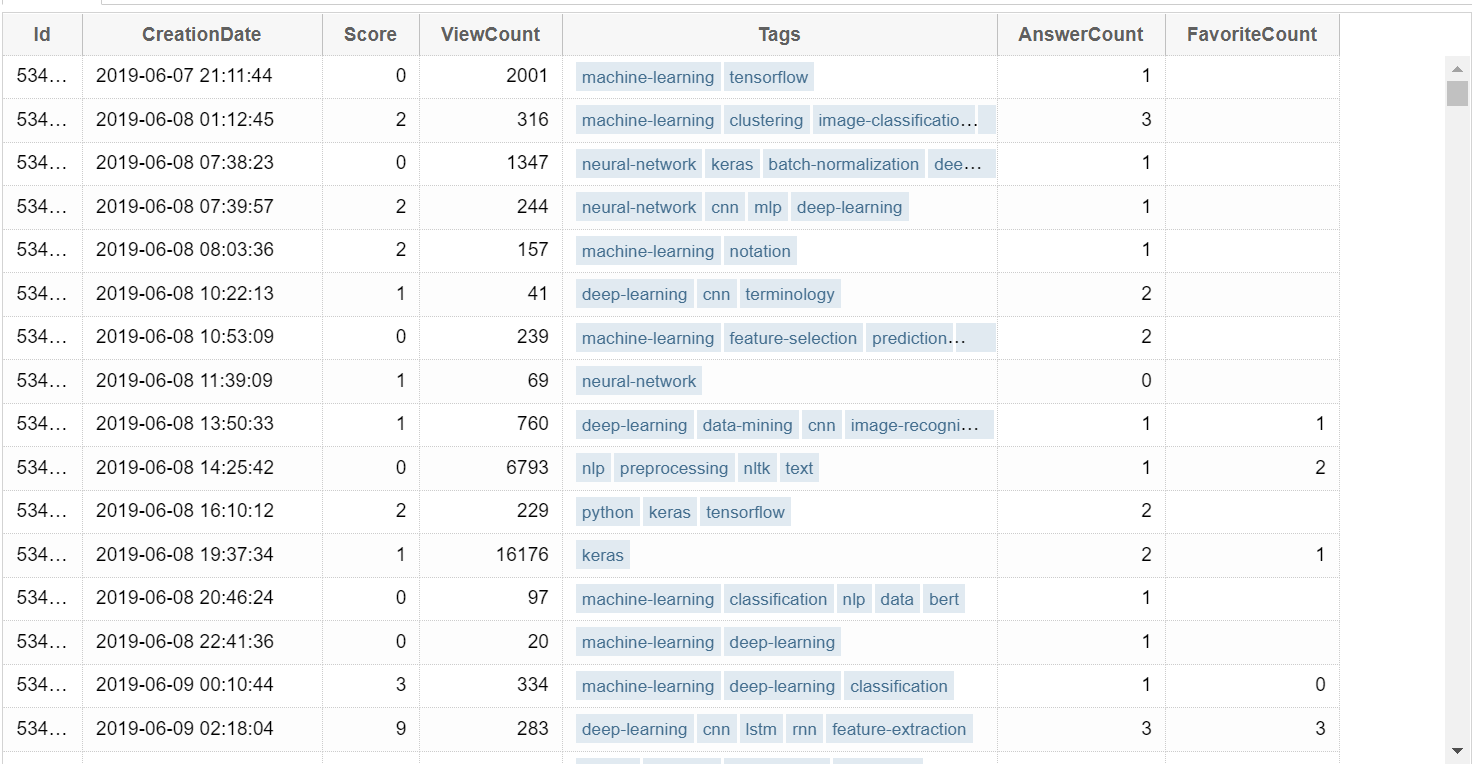 Id CreationDate Score ViewCount Tags AnswerCount FavoriteCount
534... 2019-06-07 21:11:44 0 2001 machine-learning tensorflow 1
534... 2019-06-08 01:12:45 2 316 machine-learning clustering image-classificatio... 3
534... 2019-06-08 07:38:23 0 1347 neural-network keras batch-normalization dee... 1
534... 2019-06-08 07:39:57 2 244 neural-network cnn mlp deep-learning 1
534... 2019-06-08 08:03:36 2 157 machine-learning notation 1
534... 2019-06-08 10:22:13 1 41 deep-learning cnn terminology 2
534... 2019-06-08 10:53:09 0 239 machine-learning feature-selection prediction... 2
534... 2019-06-08 11:39:09 1 69 neural-network 0
534... 2019-06-08 13:50:33 1 760 deep-learning data-mining cnn image-recogni... 1 1
534... 2019-06-08 14:25:42 0 6793 nlp preprocessing nltk text 1 2
534... 2019-06-08 16:10:12 2 229 python keras tensorflow 2
534... 2019-06-08 19:37:34 1 16176 keras 2 1
534... 2019-06-08 20:46:24 0 97 machine-learning classification nlp data bert 1
534... 2019-06-08 22:41:36 0 20 machine-learning deep-learning 1
534... 2019-06-09 00:10:44 3 334 machine-learning deep-learning classification 1 0
534... 2019-06-09 02:18:04 9 283 deep-learning cnn lstm rnn feature-extraction 3 3